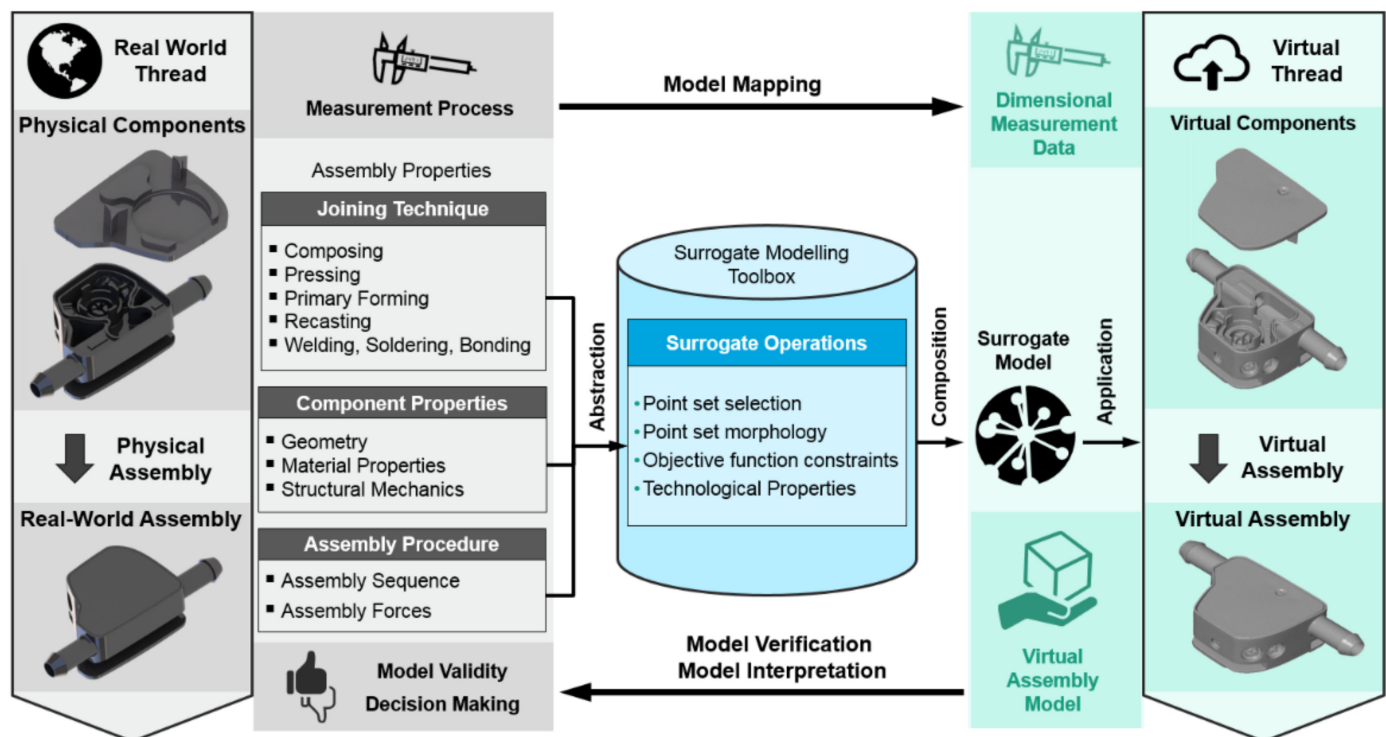 Real World
Thread
Physical Components
Physical
Assembly
Real-World Assembly
Measurement Process
Assembly Properties
Joining Technique
Composing
Pressing
Primary Forming
Recasting
Welding, Soldering, Bonding
Component Properties
Geometry
Material Properties
Structural Mechanics
Assembly Procedure
Assembly Sequence
Assembly Forces
Model Validity
Decision Making
Model Mapping
Abstraction
Surrogate Modelling
Toolbox
Surrogate Operations
Point set selection
Point set morphology
Objective function constraints
Technological Properties
Composition
Model Verification
Model Interpretation
Dimensional
Measurement
Data
Surrogate
Model
Application
Virtual
Assembly
Model
Virtual
Thread
Virtual Components
Virtual
Assembly
Virtual Assembly